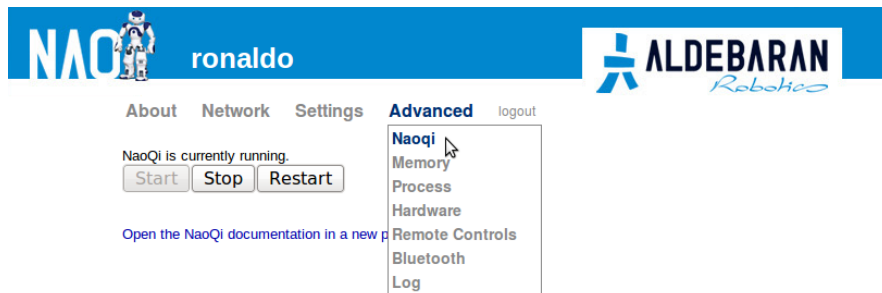 NAO
ronaldo
ALDEBARAN
Robotics
About Network Settings Advanced logout
Naoqi
NaoQi is currently running.
Memory
Start Stop Restart
Process
Hardware
Open the NaoQi documentation in a new p
Remote Controls
Bluetooth
Log